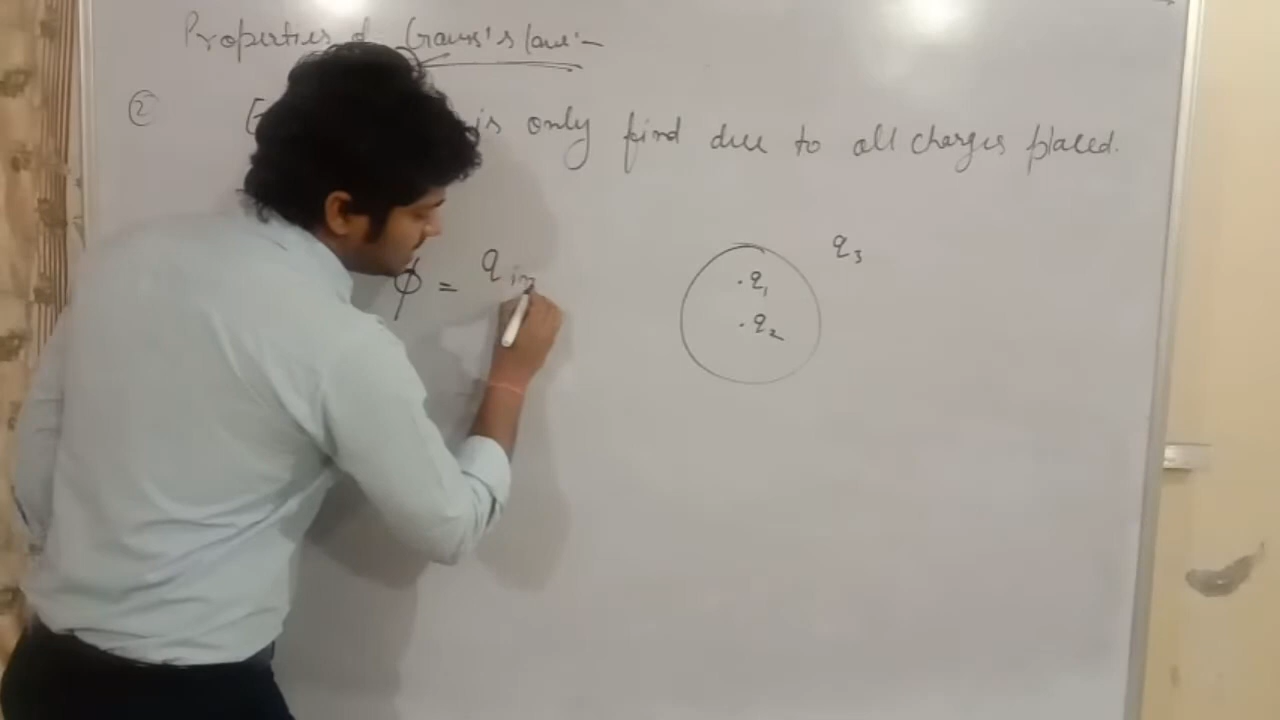 Properties of Gauss's law:-
② is only find due to all charges placed.
φ = q in
q₃
.q₁
.q₂